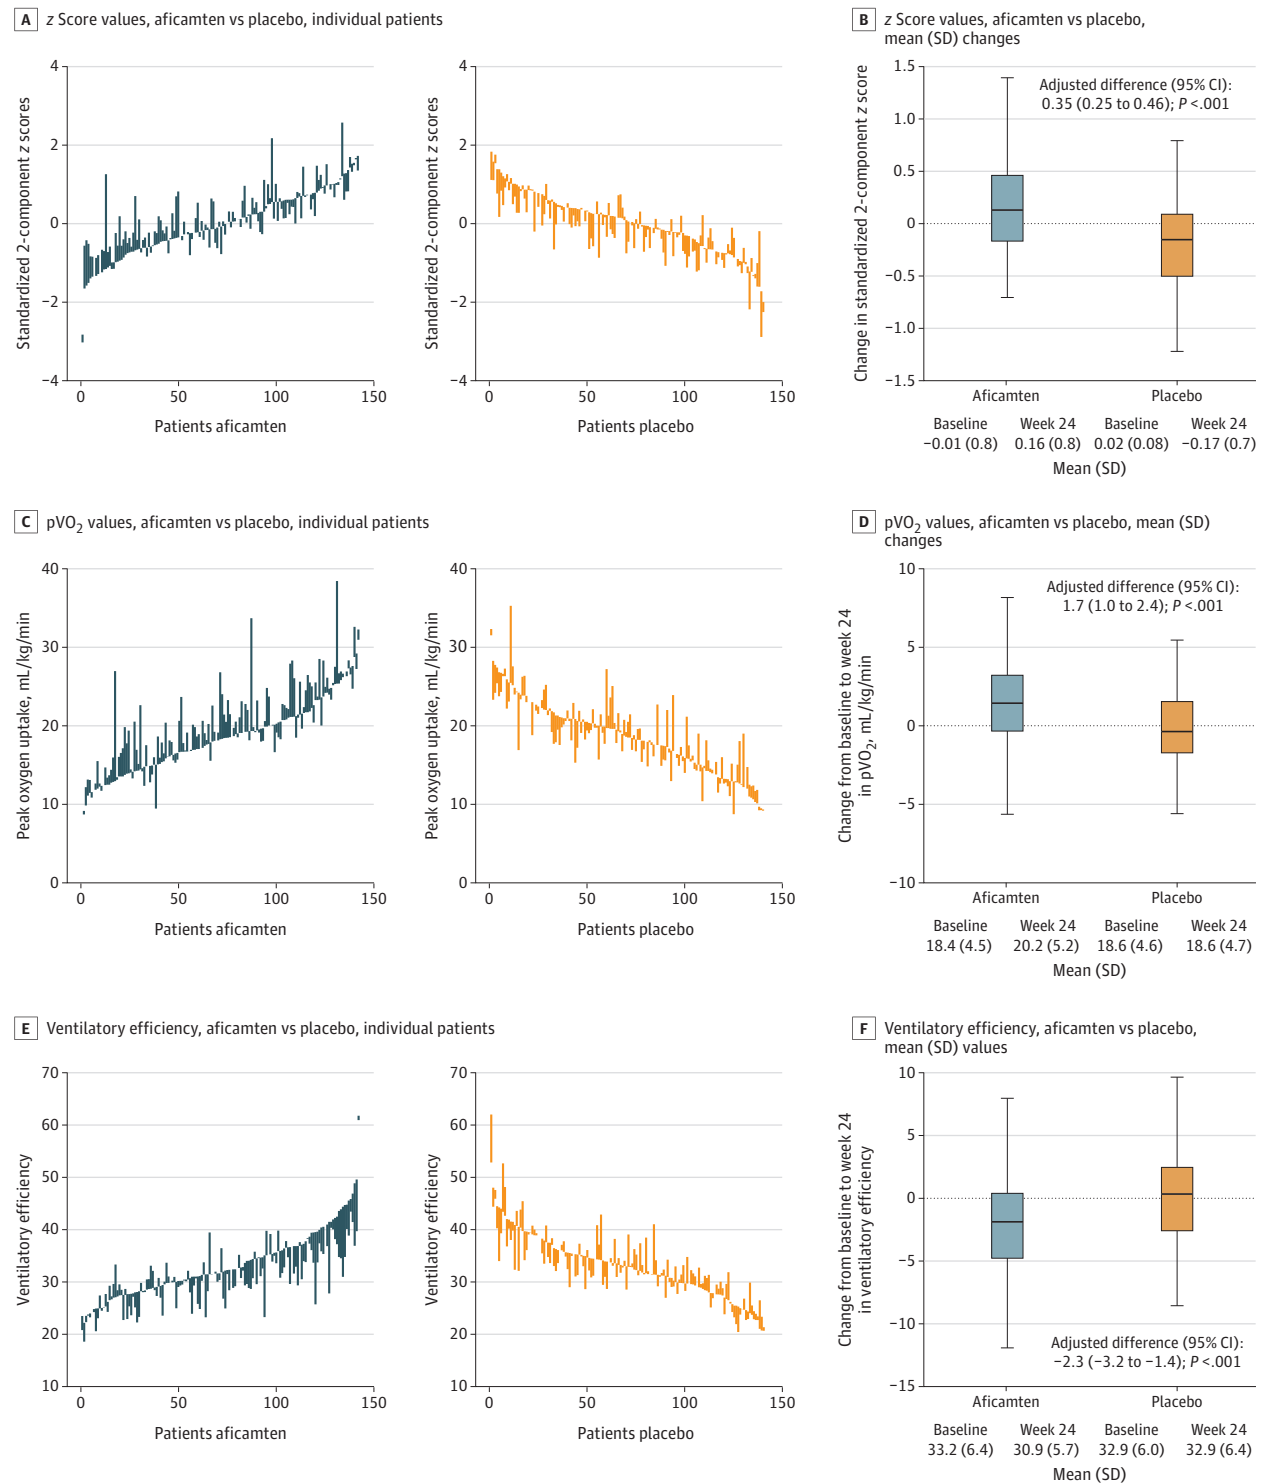 A z Score values, aficamten vs placebo, individual patients
Standardized 2-component z scores
4
2
0
−2
−4
0 50 100 150
Patients aficamten
Standardized 2-component z scores
4
2
0
−2
−4
0 50 100 150
Patients placebo
B z Score values, aficamten vs placebo,
mean (SD) changes
Change in standardized 2-component z score
1.5
1.0
0.5
0
−0.5
−1.0
−1.5
Adjusted difference (95% CI):
0.35 (0.25 to 0.46); P <.001
Aficamten Placebo
Baseline Week 24 Baseline Week 24
−0.01 (0.8) 0.16 (0.8) 0.02 (0.08) −0.17 (0.7)
Mean (SD)
C pVO2 values, aficamten vs placebo, individual patients
Peak oxygen uptake, mL/kg/min
40
30
20
10
0
0 50 100 150
Patients aficamten
Peak oxygen uptake, mL/kg/min
40
30
20
10
0
0 50 100 150
Patients placebo
D pVO2 values, aficamten vs placebo, mean (SD)
changes
Change from baseline to week 24
in pVO2, mL/kg/min
10
5
0
−5
−10
Adjusted difference (95% CI):
1.7 (1.0 to 2.4); P <.001
Aficamten Placebo
Baseline Week 24 Baseline Week 24
18.4 (4.5) 20.2 (5.2) 18.6 (4.6) 18.6 (4.7)
Mean (SD)
E Ventilatory efficiency, aficamten vs placebo, individual patients
Ventilatory efficiency
70
60
50
40
30
20
10
0 50 100 150
Patients aficamten
Ventilatory efficiency
70
60
50
40
30
20
10
0 50 100 150
Patients placebo
F Ventilatory efficiency, aficamten vs placebo,
mean (SD) values
Change from baseline to week 24
in ventilatory efficiency
10
5
0
−5
−10
−15
Adjusted difference (95% CI):
−2.3 (−3.2 to −1.4); P <.001
Aficamten Placebo
Baseline Week 24 Baseline Week 24
33.2 (6.4) 30.9 (5.7) 32.9 (6.0) 32.9 (6.4)
Mean (SD)